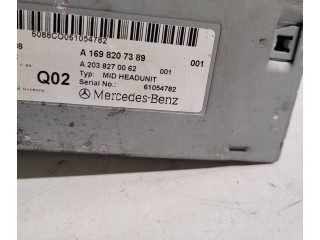 6088CO061054782
A 169 820 73 89
001
A 203 827 00 62
001
Q02
Typ: MID HEADUNIT
Serial No.: 61054782
Mercedes-Benz